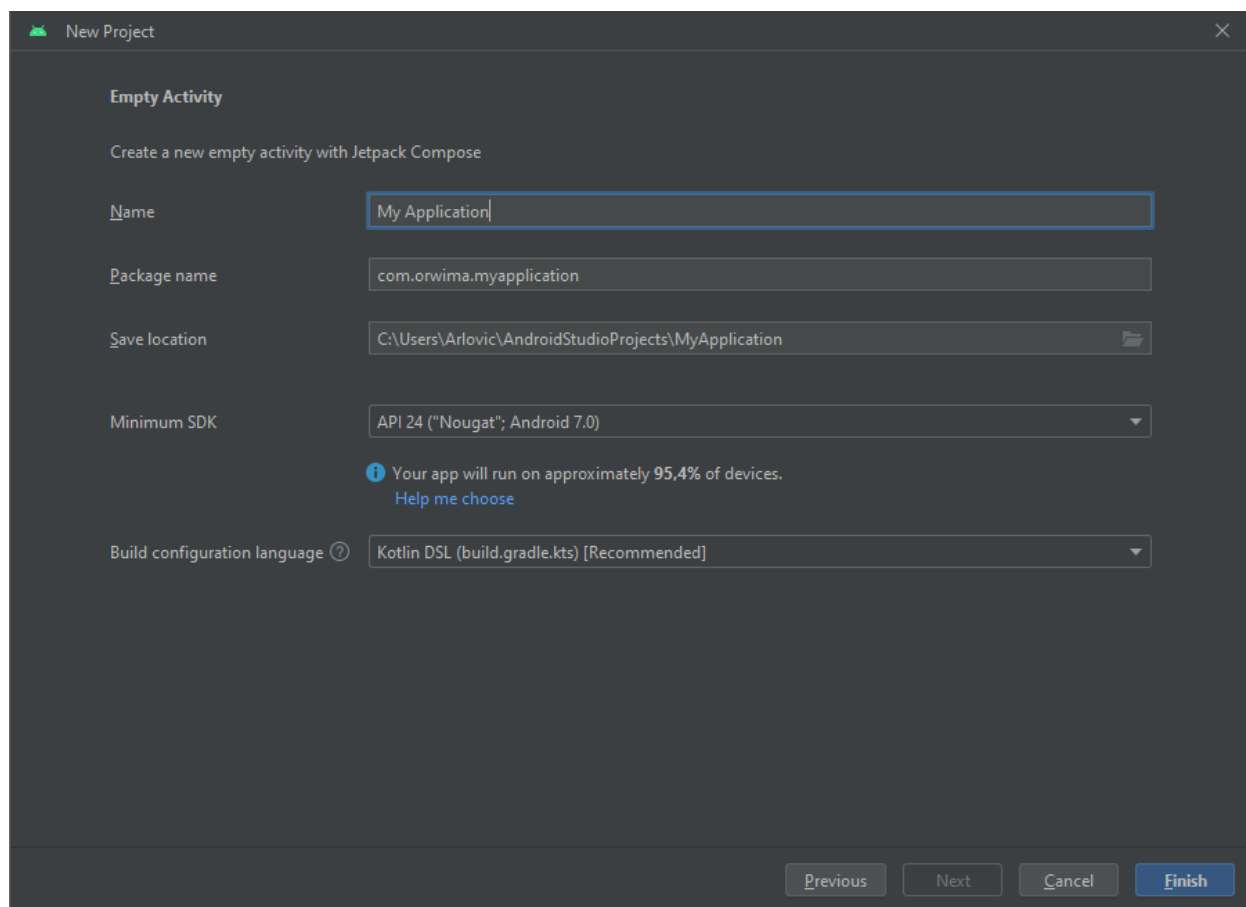 New Project
Empty Activity
Create a new empty activity with Jetpack Compose
Name
My Application
Package name
com.orwima.myapplication
Save location
C:\Users\Arlovic\AndroidStudioProjects\MyApplication
Minimum SDK
API 24 ("Nougat"; Android 7.0)
Your app will run on approximately 95,4% of devices.
Help me choose
Build configuration language ?
Kotlin DSL (build.gradle.kts) [Recommended]
Previous
Next
Cancel
Finish